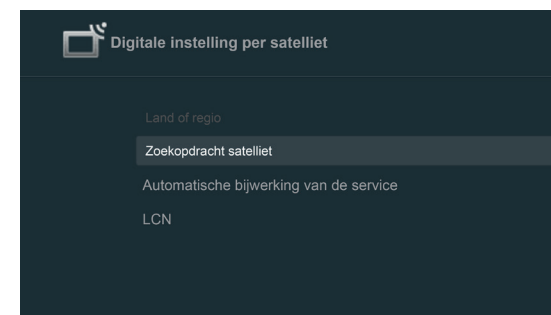 Digitale instelling per satelliet
Land of regio
Zoekopdracht satelliet
Automatische bijwerking van de service
LCN